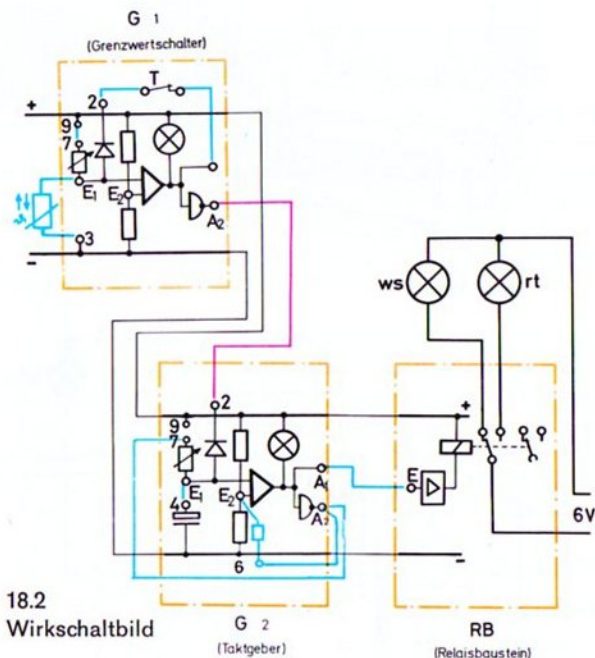 G 1
(Grenzwertschalter)
T
+
2
9
7
E₁
E₂
A₂
3
−
ws
rt
2
+
9
7
E₁
E₂
A₁
A₂
E
4
6
6V
−
18.2
Wirkschaltbild
G 2
(Taktgeber)
RB
(Relaisbaustein)